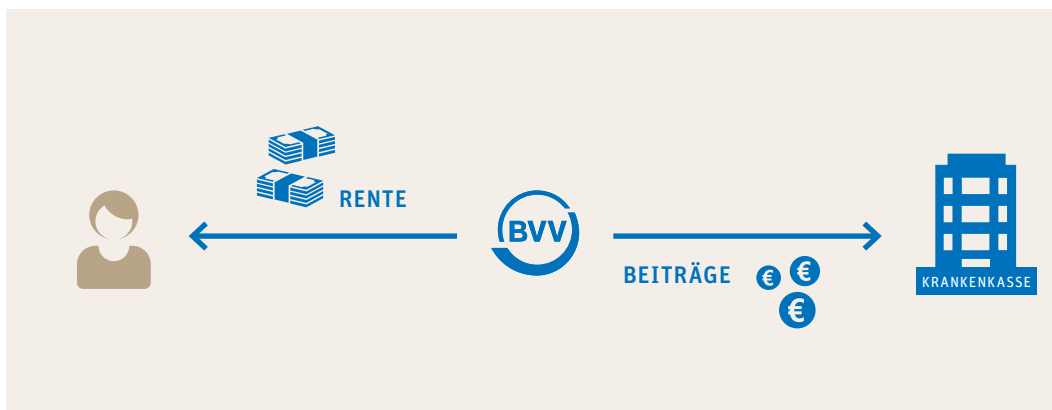 RENTE
BVV
BEITRÄGE
€ €
€
KRANKENKASSE